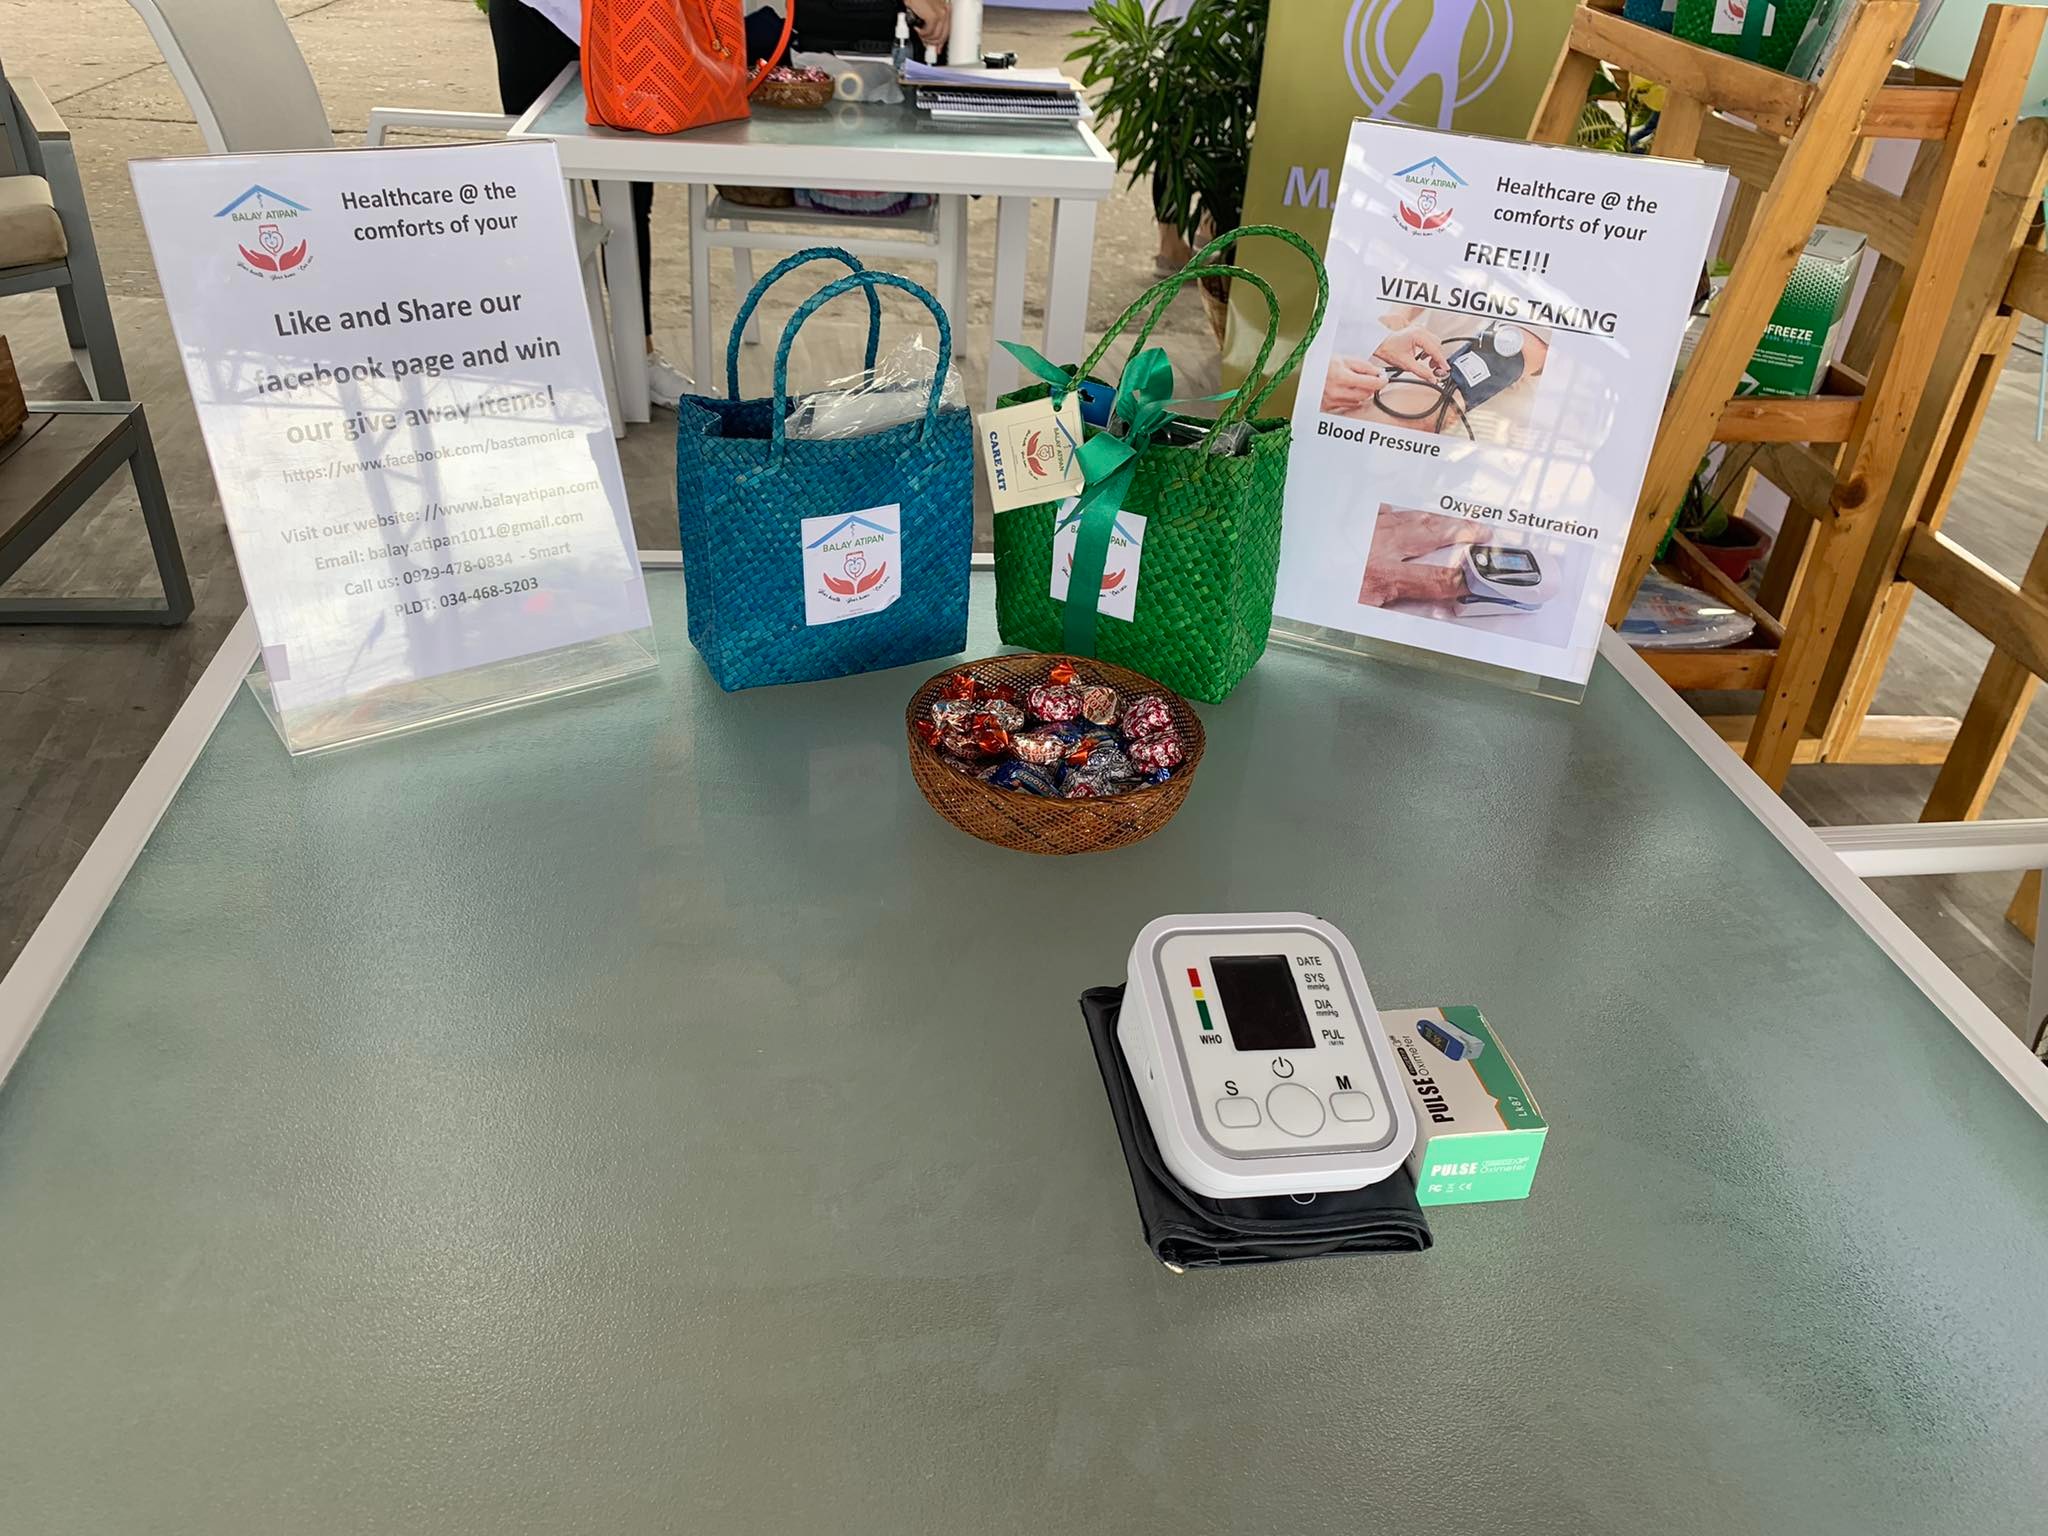 BALAY ATIPAN
Healthcare @ the
comforts of your
Like and Share our
facebook page and win
our give away items!
https://www.facebook.com/bastamonica
Visit our website: //www.balayatipan.com
Email: balay.atipan1011@gmail.com
Call us: 0929-478-0834 - Smart
PLDT: 034-468-5203
BALAY ATIPAN
BALAY ATIPAN
CARE KIT
ATIPAN
BALAY ATIPAN
Healthcare @ the
comforts of your
FREE!!!
VITAL SIGNS TAKING
Blood Pressure
Oxygen Saturation
M.
FREEZE
DATE
SYS
mmHg
DIA
mmHg
PUL
/MIN
WHO
S
M
PULSE
Oximeter
LK87
PULSE Oximeter
FC CE